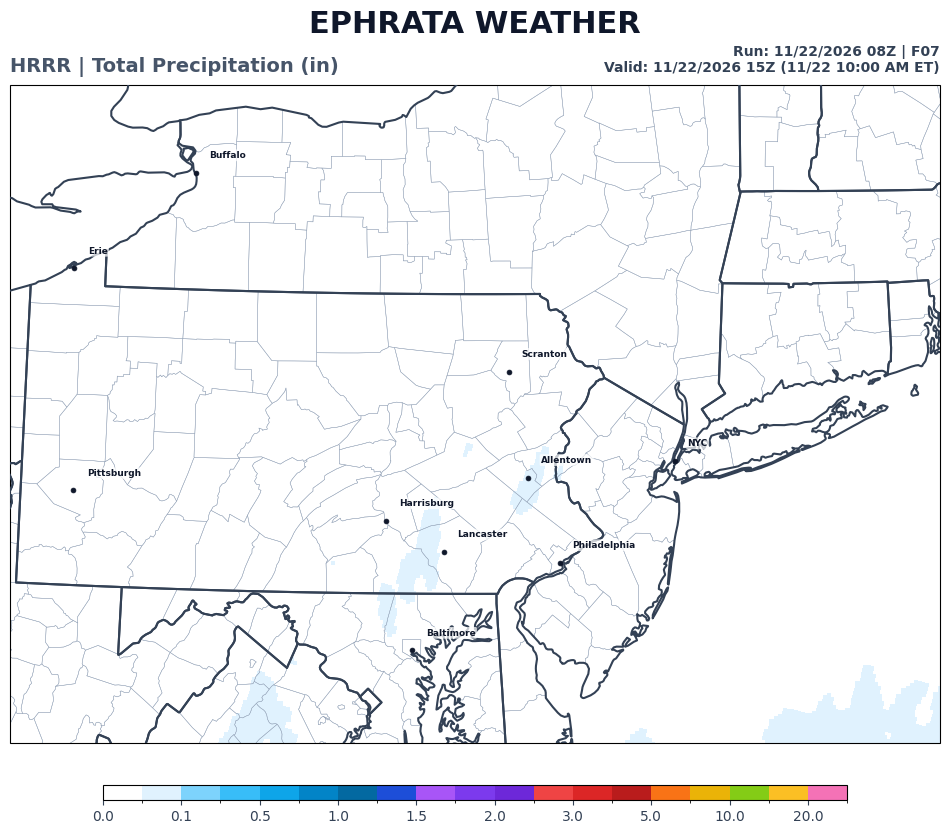 EPHRATA WEATHER
HRRR | Total Precipitation (in)
Run: 11/22/2026 08Z | F07
Valid: 11/22/2026 15Z (11/22 10:00 AM ET)
Buffalo
Erie
Scranton
NYC
Allentown
Pittsburgh
Harrisburg
Lancaster
Philadelphia
Baltimore
0.0 0.1 0.5 1.0 1.5 2.0 3.0 5.0 10.0 20.0